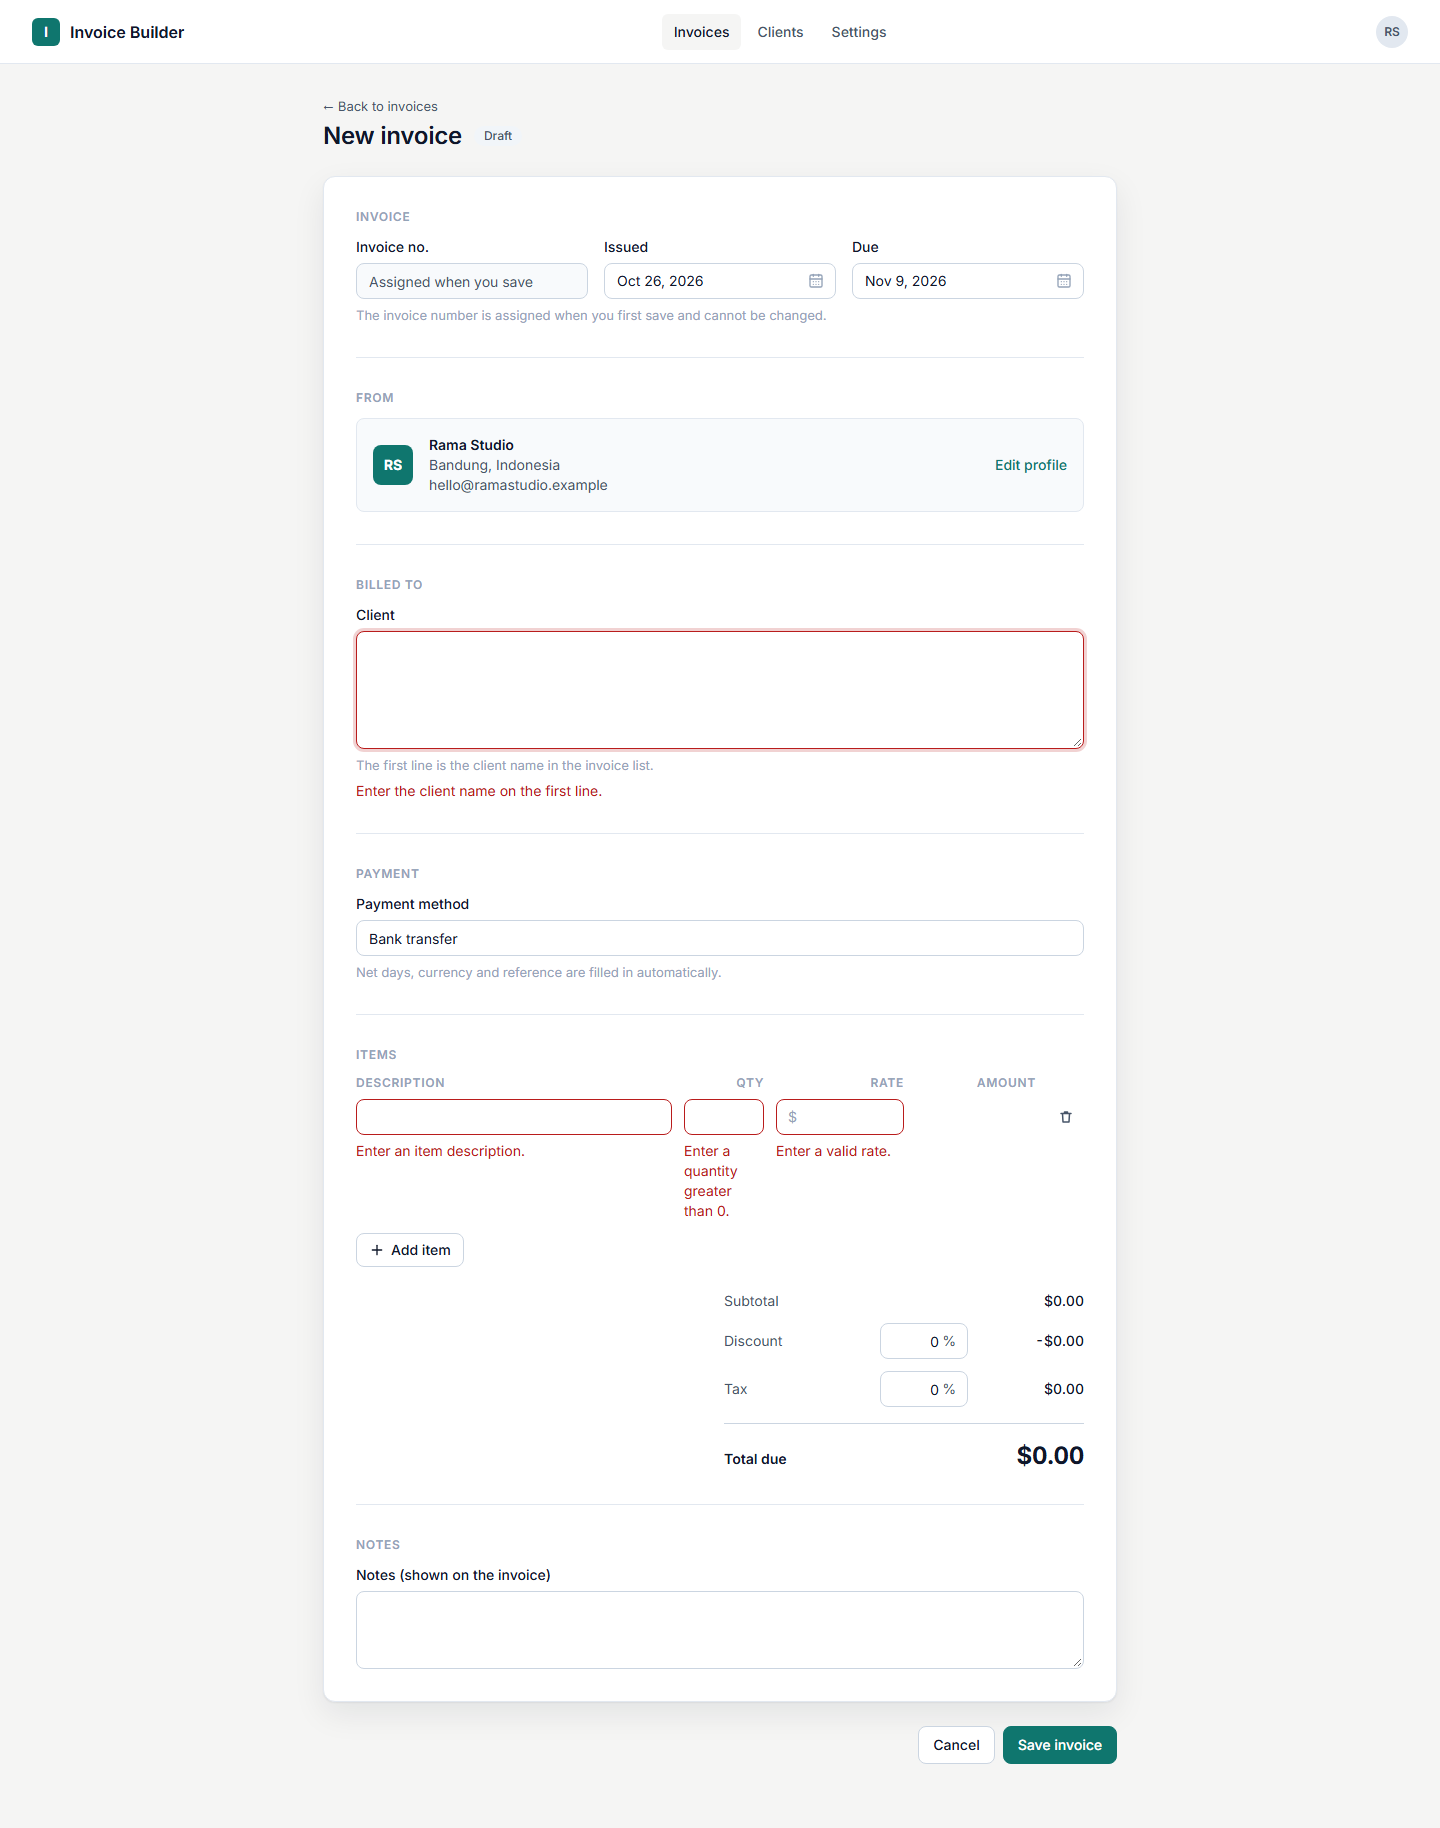 I Invoice Builder
Invoices Clients Settings
RS
← Back to invoices
New invoice Draft
INVOICE
Invoice no. Issued Due
Assigned when you save Oct 26, 2026 Nov 9, 2026
The invoice number is assigned when you first save and cannot be changed.
FROM
RS
Rama Studio
Bandung, Indonesia
hello@ramastudio.example
Edit profile
BILLED TO
Client
The first line is the client name in the invoice list.
Enter the client name on the first line.
PAYMENT
Payment method
Bank transfer
Net days, currency and reference are filled in automatically.
ITEMS
DESCRIPTION QTY RATE AMOUNT
$
Enter an item description.
Enter a
quantity
greater
than 0.
Enter a valid rate.
+ Add item
Subtotal $0.00
Discount 0 % -$0.00
Tax 0 % $0.00
Total due $0.00
NOTES
Notes (shown on the invoice)
Cancel Save invoice